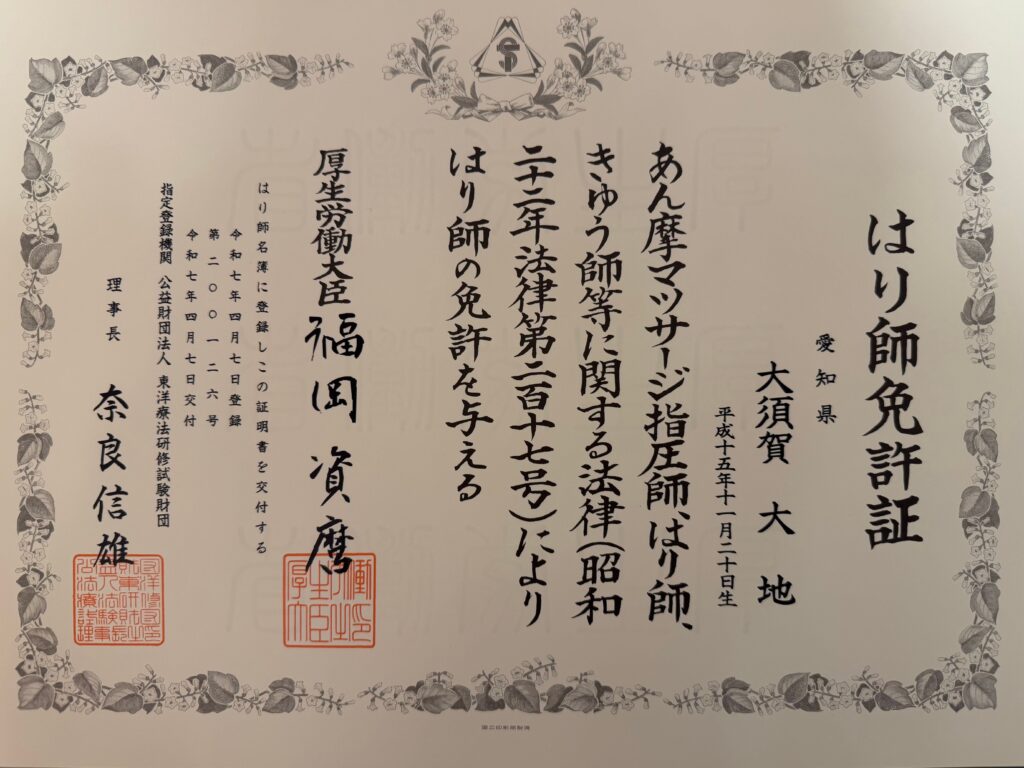 はり師免許証
愛知県
大須賀 大地
平成十五年十一月二十日生
あん摩マツサージ指圧師、はり師、
きゆう師等に関する法律（昭和
二十二年法律第二百十七号）により
はり師の免許を与える
厚生労働大臣 福岡資麿
はり師名簿に登録しこの証明書を交付する
令和七年四月七日登録
第二〇〇一二六号
令和七年四月七日交付
指定登録機関 公益財団法人 東洋療法研修試験財団
理事長 奈良信雄